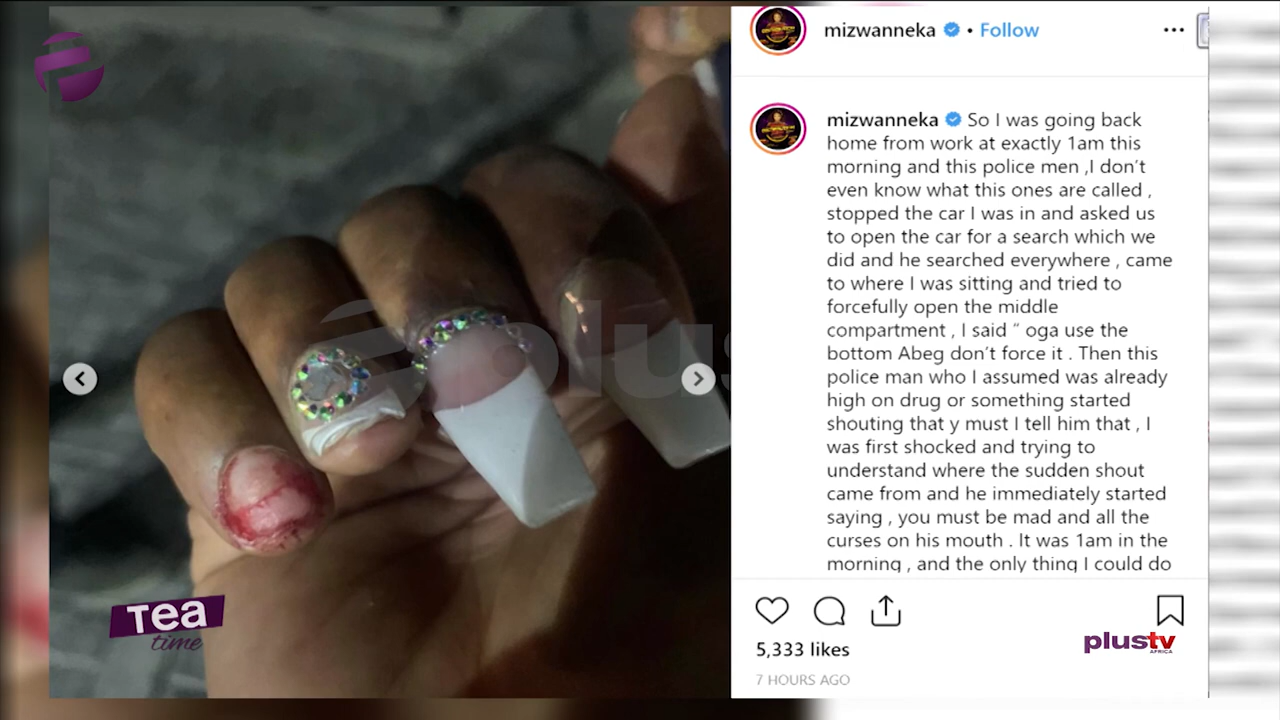 mizwanneka • Follow
mizwanneka So I was going back
home from work at exactly 1am this
morning and this police men ,I don't
even know what this ones are called ,
stopped the car I was in and asked us
to open the car for a search which we
did and he searched everywhere , came
to where I was sitting and tried to
forcefully open the middle
compartment , I said “ oga use the
bottom Abeg don't force it . Then this
police man who I assumed was already
high on drug or something started
shouting that y must I tell him that , I
was first shocked and trying to
understand where the sudden shout
came from and he immediately started
saying , you must be mad and all the
curses on his mouth . It was 1am in the
morning , and the only thing I could do
5,333 likes
7 HOURS AGO
plus
Tea
time
plustv
AFRICA